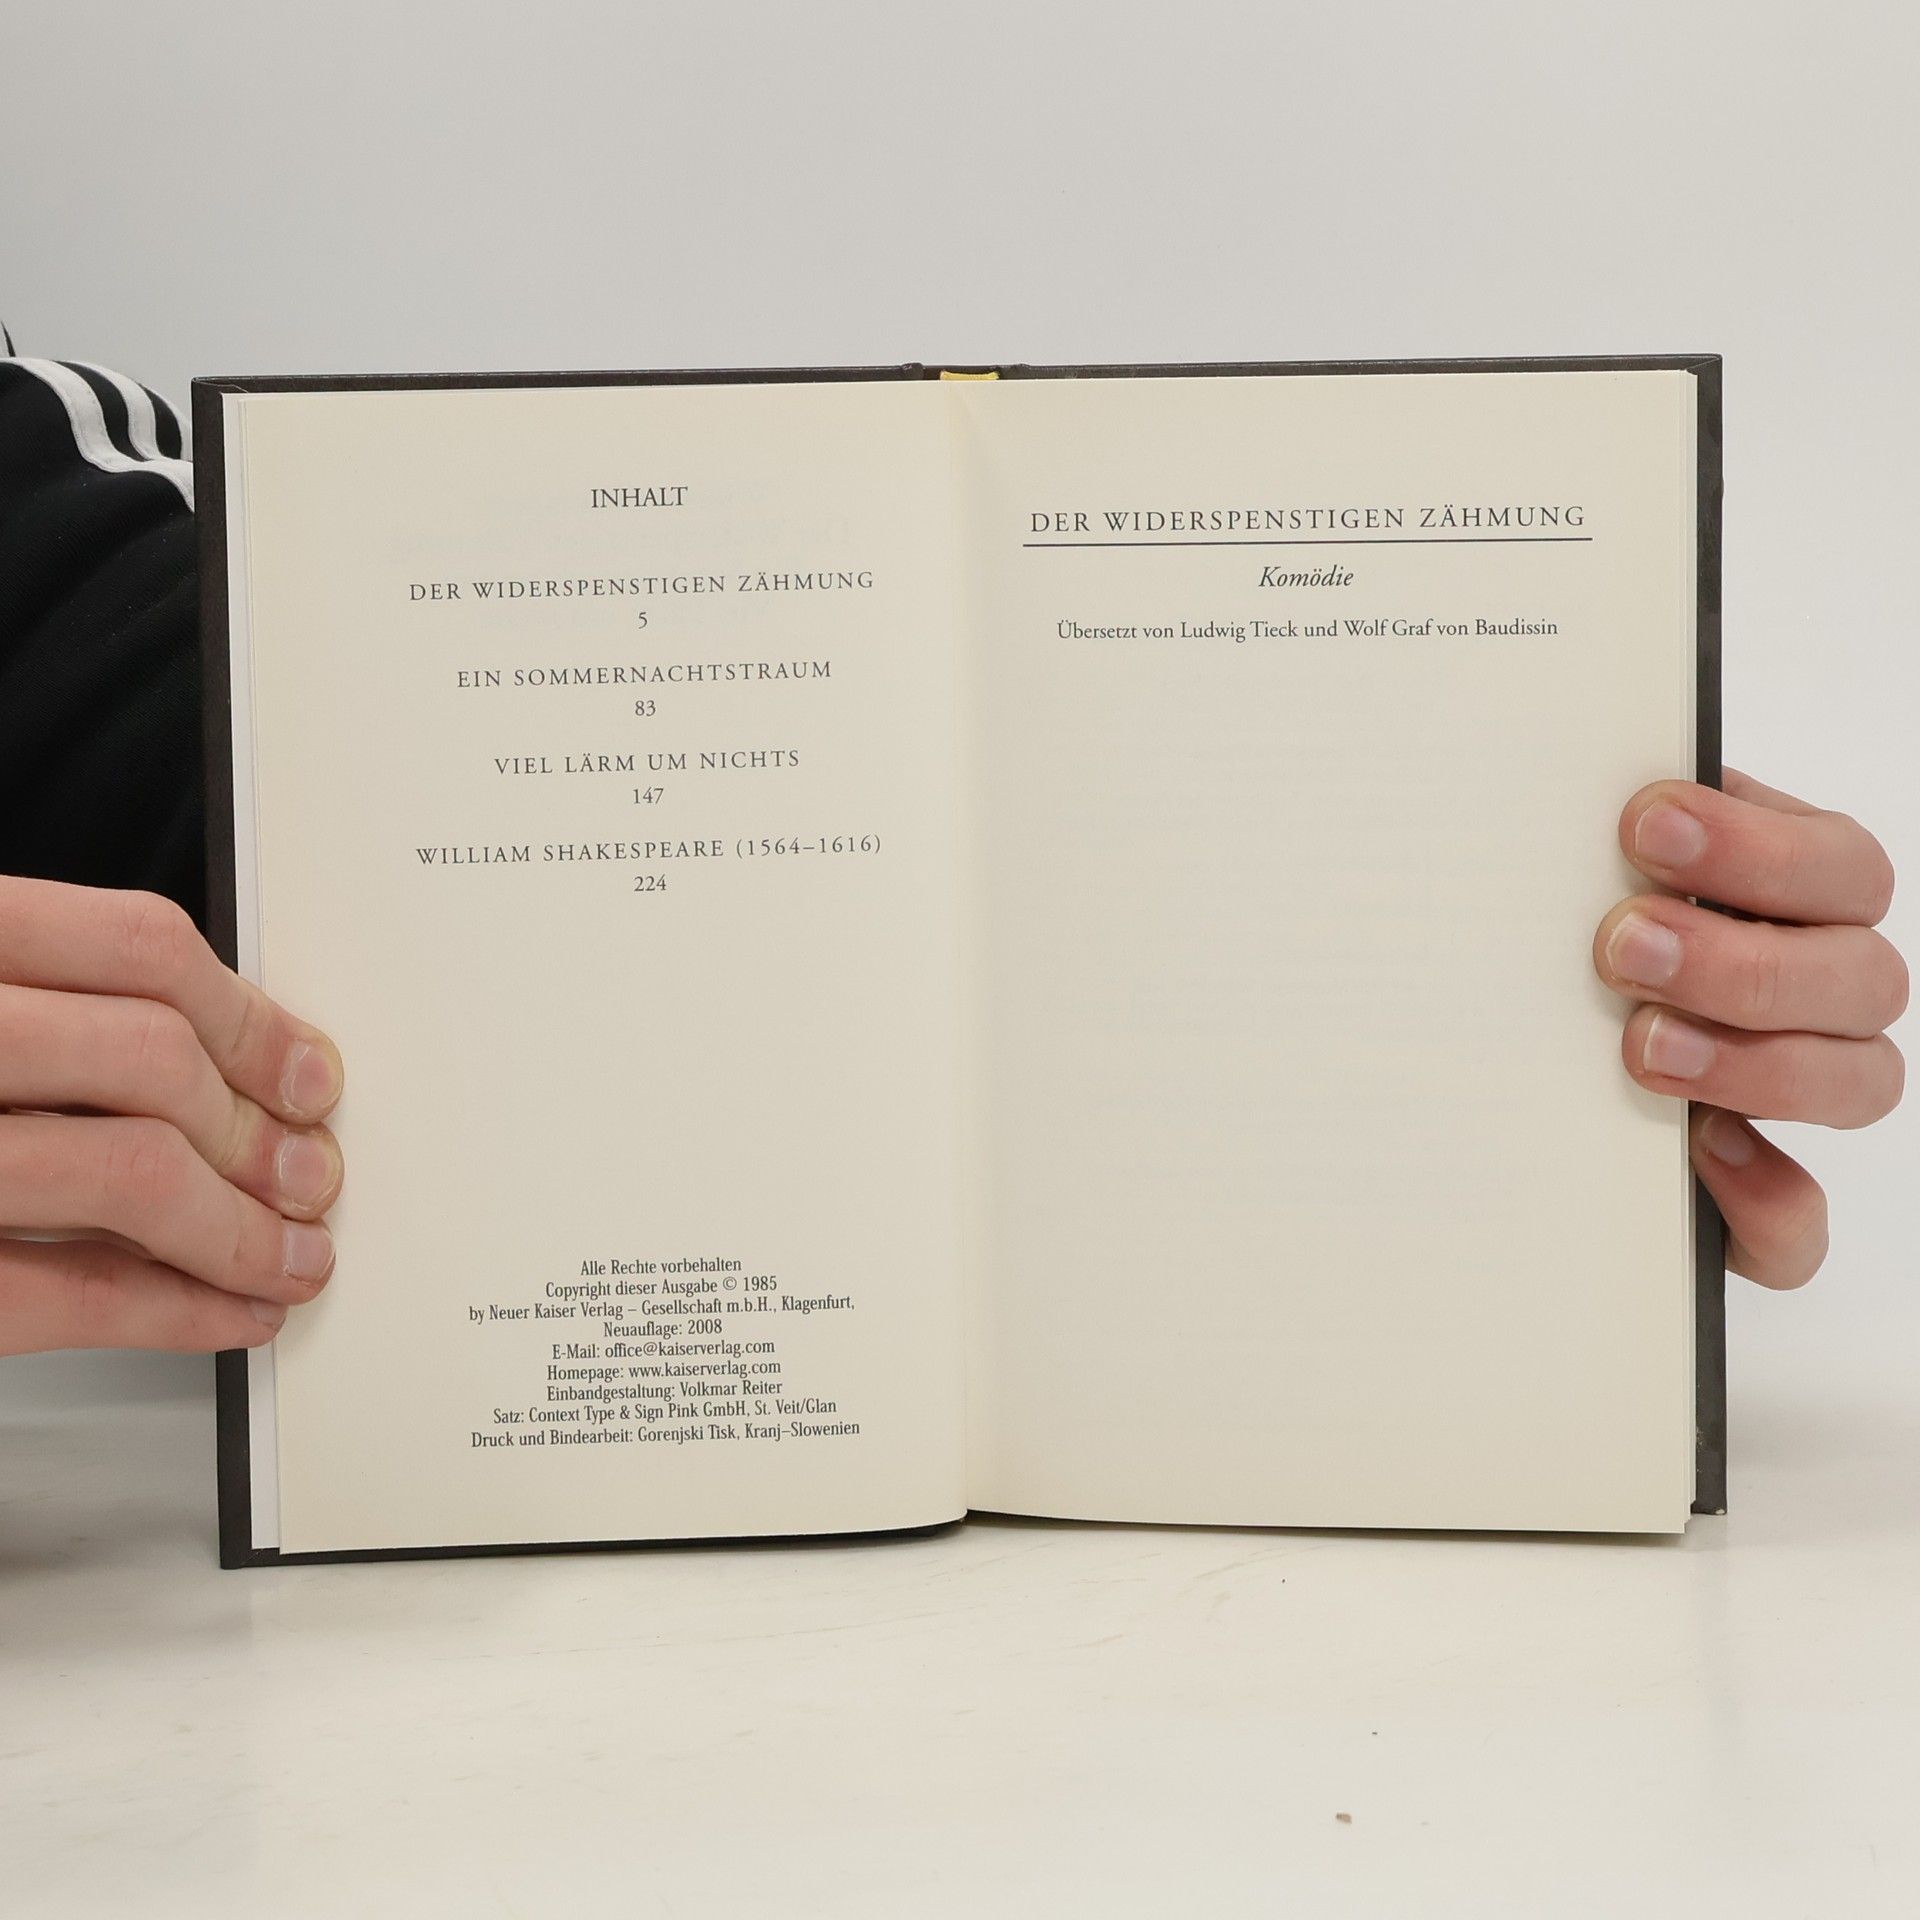 INHALT
DER WIDERSPENSTIGEN ZÄHMUNG
5
EIN SOMMERNACHTSTRAUM
83
VIEL LÄRM UM NICHTS
147
WILLIAM SHAKESPEARE (1564–1616)
224
Alle Rechte vorbehalten
Copyright dieser Ausgabe © 1985
by Neuer Kaiser Verlag – Gesellschaft m.b.H., Klagenfurt,
Neuauflage: 2008
E-Mail: office@kaiserverlag.com
Homepage: www.kaiserverlag.com
Einbandgestaltung: Volkmar Reiter
Satz: Context Type & Sign Pink GmbH, St. Veit/Glan
Druck und Bindearbeit: Gorenjski Tisk, Kranj–Slowenien
DER WIDERSPENSTIGEN ZÄHMUNG
Komödie
Übersetzt von Ludwig Tieck und Wolf Graf von Baudissin